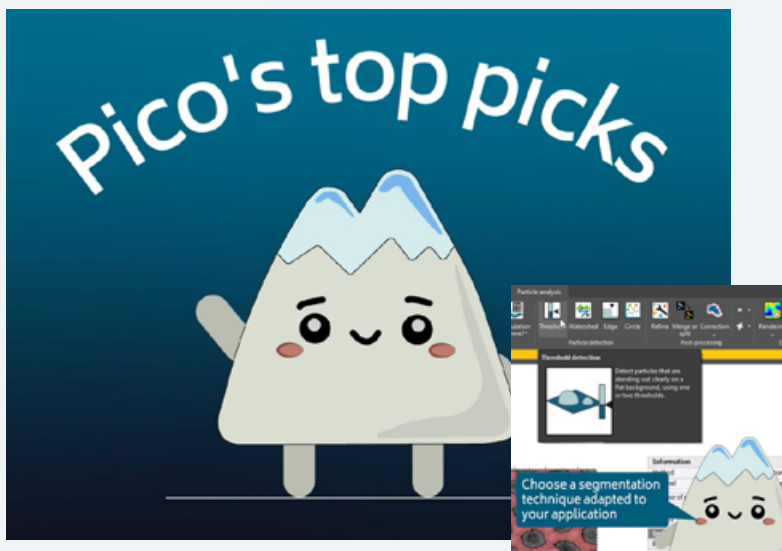 Pico's top picks
Particle analysis
Threshold Watershed Edge Circle Refine Merge or split Connection
Particle detection Post-processing
Threshold detection
Detect particles that are
standing out clearly on a
flat background, using one
or two thresholds.
Information
Choose a segmentation
technique adapted to
your application